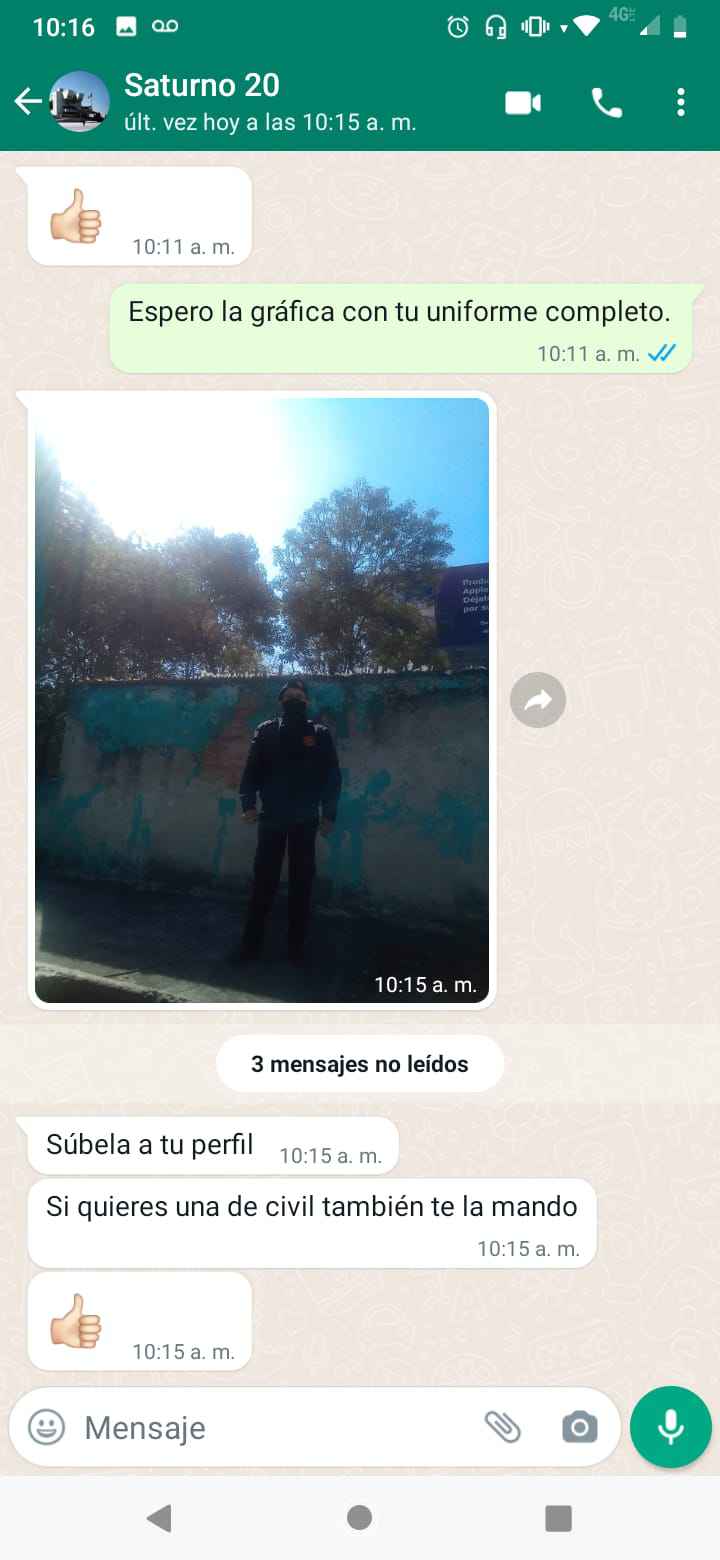 10:16
4G
Saturno 20
últ. vez hoy a las 10:15 a. m.
10:11 a. m.
Espero la gráfica con tu uniforme completo.
10:11 a. m.
10:15 a. m.
3 mensajes no leídos
Súbela a tu perfil 10:15 a. m.
Si quieres una de civil también te la mando
10:15 a. m.
10:15 a. m.
Mensaje